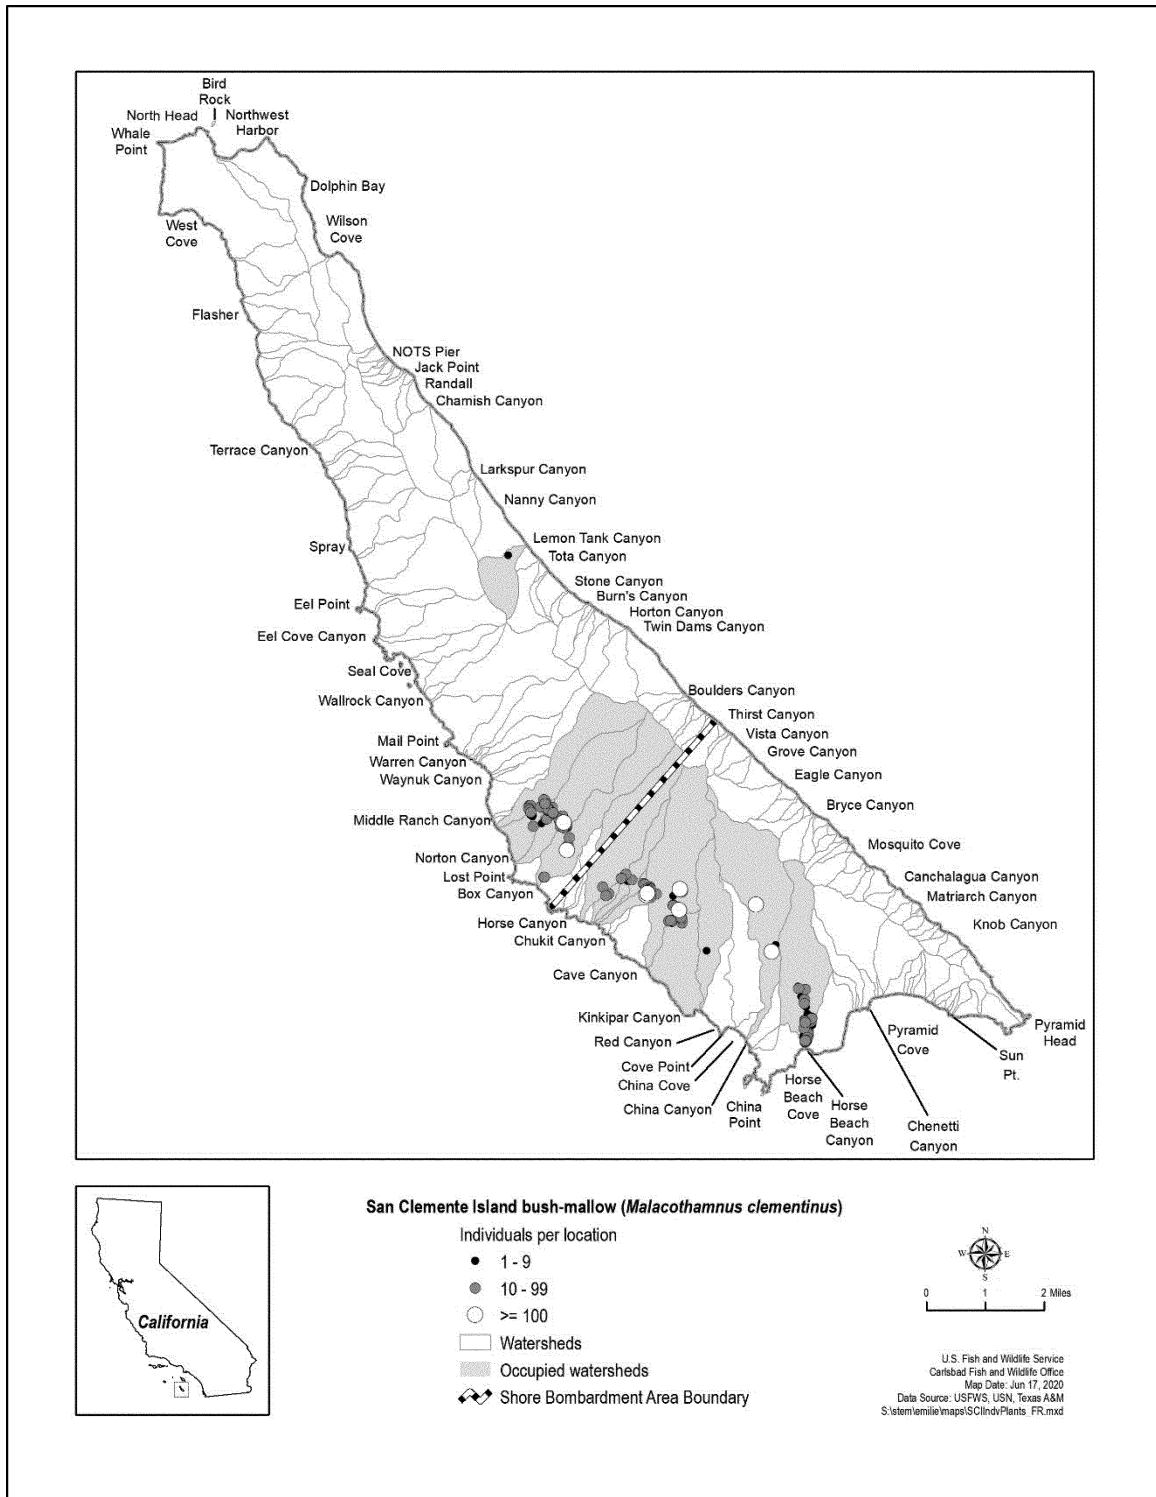 Bird
Rock
North Head
Northwest
Harbor
Whale
Point
Dolphin Bay
West
Cove
Wilson
Cove
Flasher
NOTS Pier
Jack Point
Randall
Chamish Canyon
Terrace Canyon
Larkspur Canyon
Nanny Canyon
Lemon Tank Canyon
Spray
Tota Canyon
Stone Canyon
Burn's Canyon
Eel Point
Horton Canyon
Twin Dams Canyon
Eel Cove Canyon
Seal Cove
Boulders Canyon
Wallrock Canyon
Thirst Canyon
Vista Canyon
Mail Point
Grove Canyon
Warren Canyon
Eagle Canyon
Waynuk Canyon
Bryce Canyon
Middle Ranch Canyon
Mosquito Cove
Norton Canyon
Lost Point
Canchalagua Canyon
Box Canyon
Matriarch Canyon
Horse Canyon
Knob Canyon
Chukit Canyon
Cave Canyon
Kinkipar Canyon
Pyramid
Head
Red Canyon
Pyramid
Cove
Sun
Pt.
Cove Point
China Cove
China Canyon
China
Point
Horse
Beach
Cove
Horse
Beach
Canyon
Chenetti
Canyon
California
San Clemente Island bush-mallow (Malacothamnus clementinus)
Individuals per location
1 - 9
10 - 99
>= 100
Watersheds
Occupied watersheds
Shore Bombardment Area Boundary
N
W E
S
0 1 2 Miles
U.S. Fish and Wildlife Service
Carlsbad Fish and Wildlife Office
Map Date: Jun 17, 2020
Data Source: USFWS, USN, Texas A&M
S:\stem\emilie\maps\SCIIndvPlants_FR.mxd